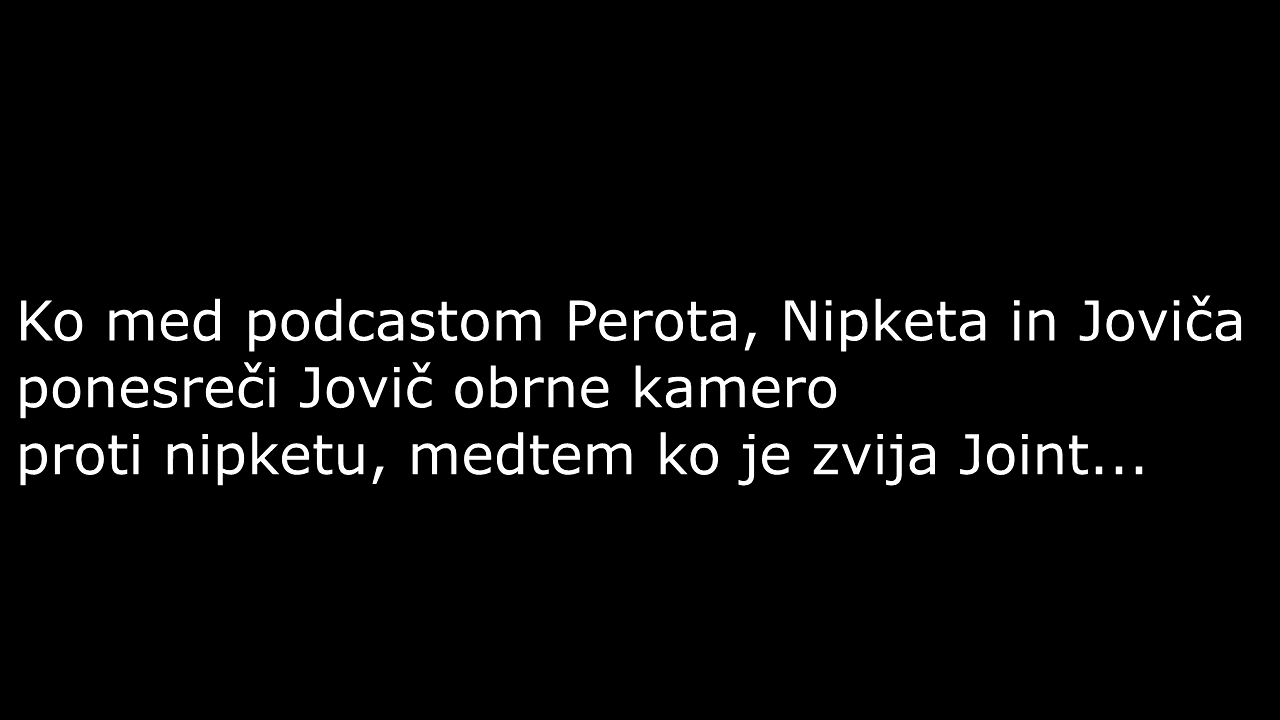 Ko med podcastom Perota, Nipketa in Joviča
ponesreči Jovič obrne kamero
proti nipketu, medtem ko je zvija Joint...